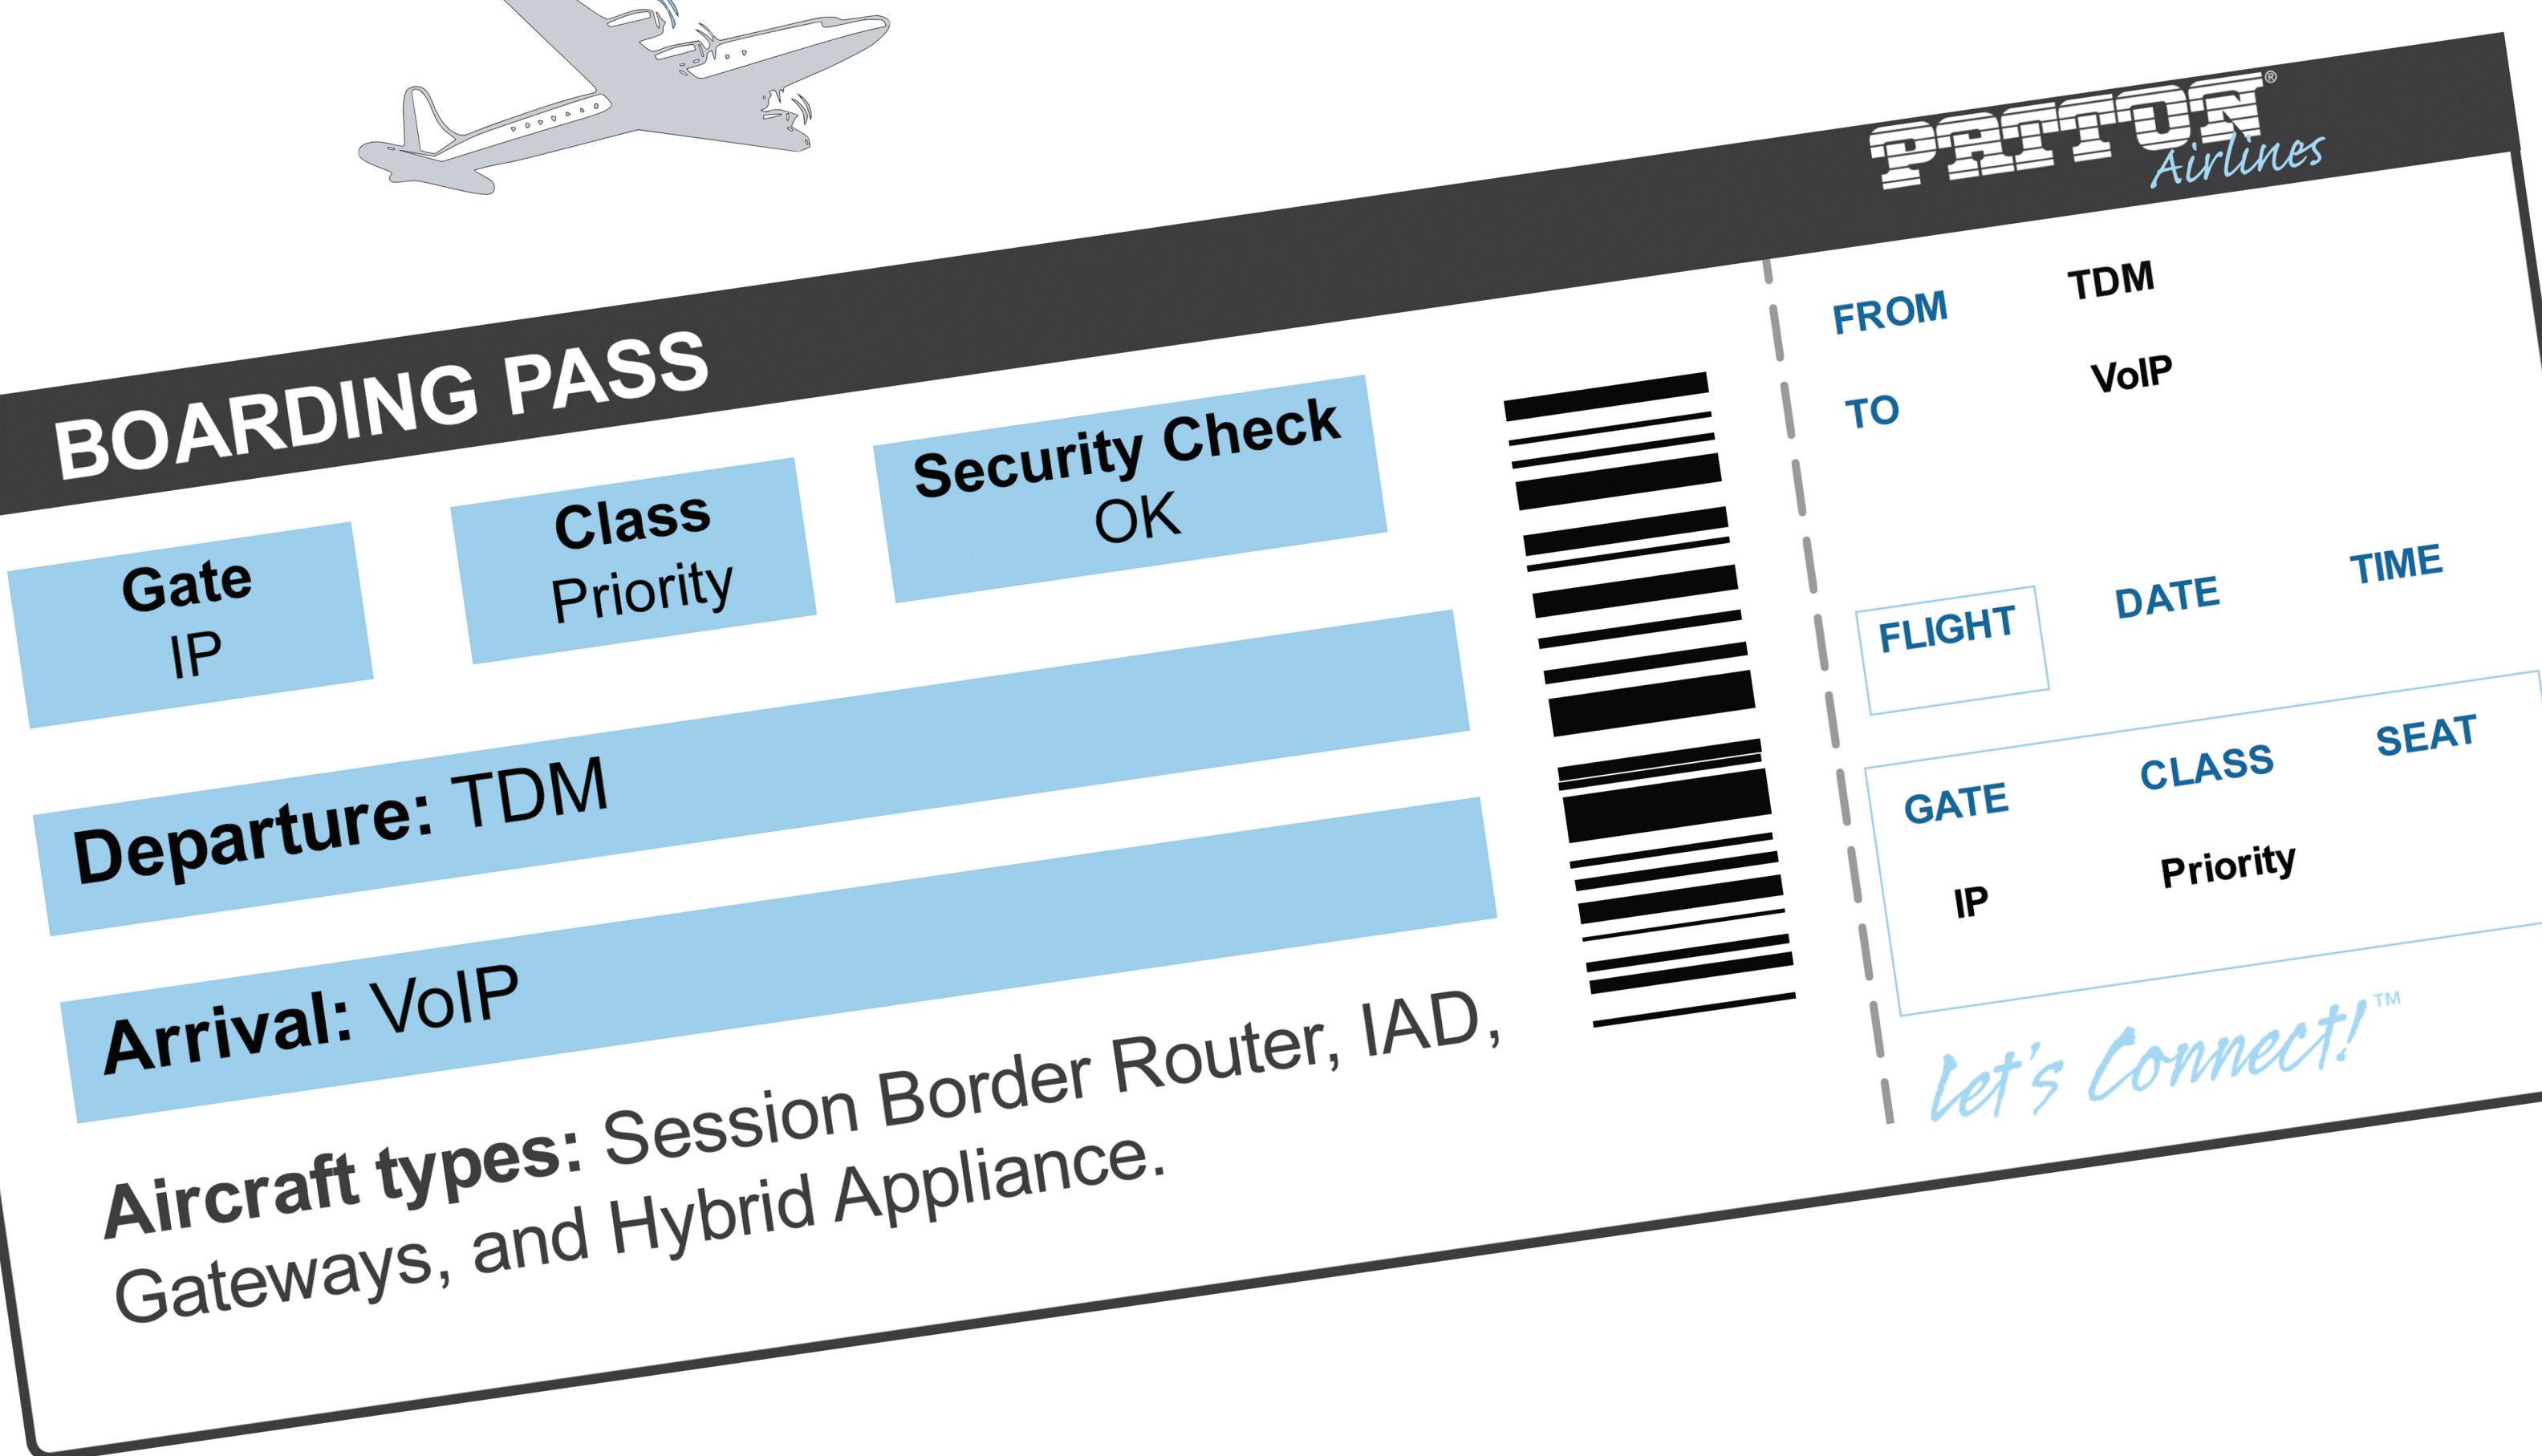 PATTON®
Airlines
BOARDING PASS
Gate
IP
Class
Priority
Security Check
OK
Departure: TDM
Arrival: VoIP
Aircraft types: Session Border Router, IAD,
Gateways, and Hybrid Appliance.
FROM TDM
TO VoIP
FLIGHT DATE TIME
GATE CLASS SEAT
IP Priority
Let's Connect!™